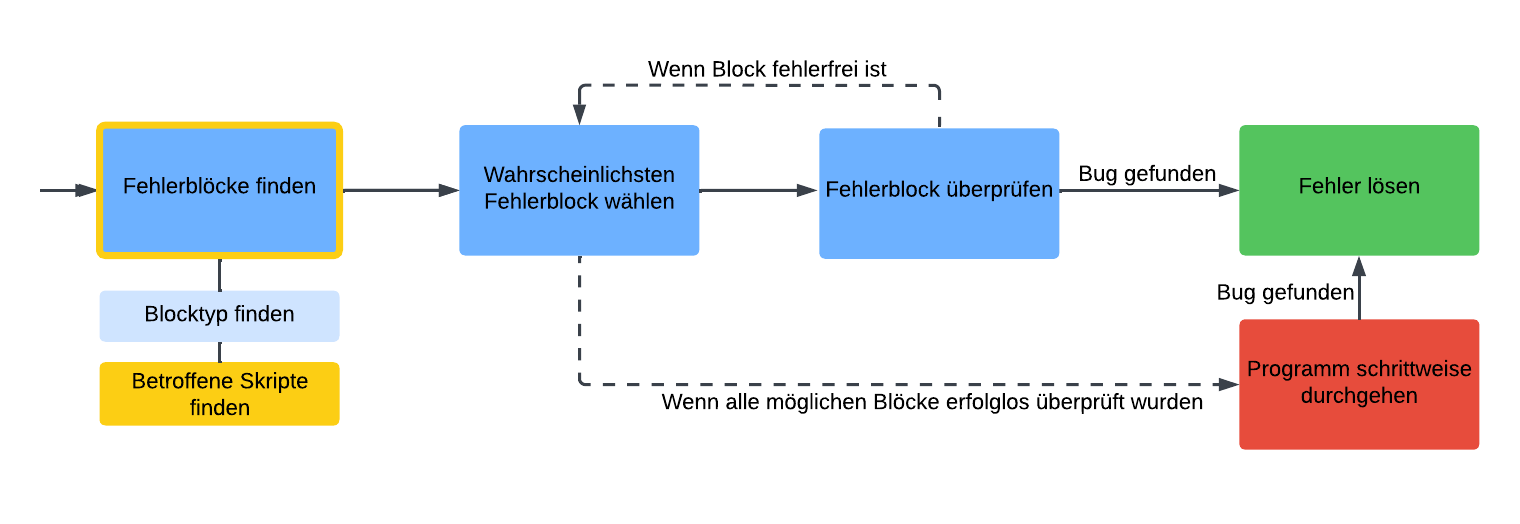 Wenn Block fehlerfrei ist
Fehlerblöcke finden
Wahrscheinlichsten
Fehlerblock wählen
Fehlerblock überprüfen
Bug gefunden
Fehler lösen
Blocktyp finden
Betroffene Skripte
finden
Bug gefunden
Programm schrittweise
durchgehen
Wenn alle möglichen Blöcke erfolglos überprüft wurden